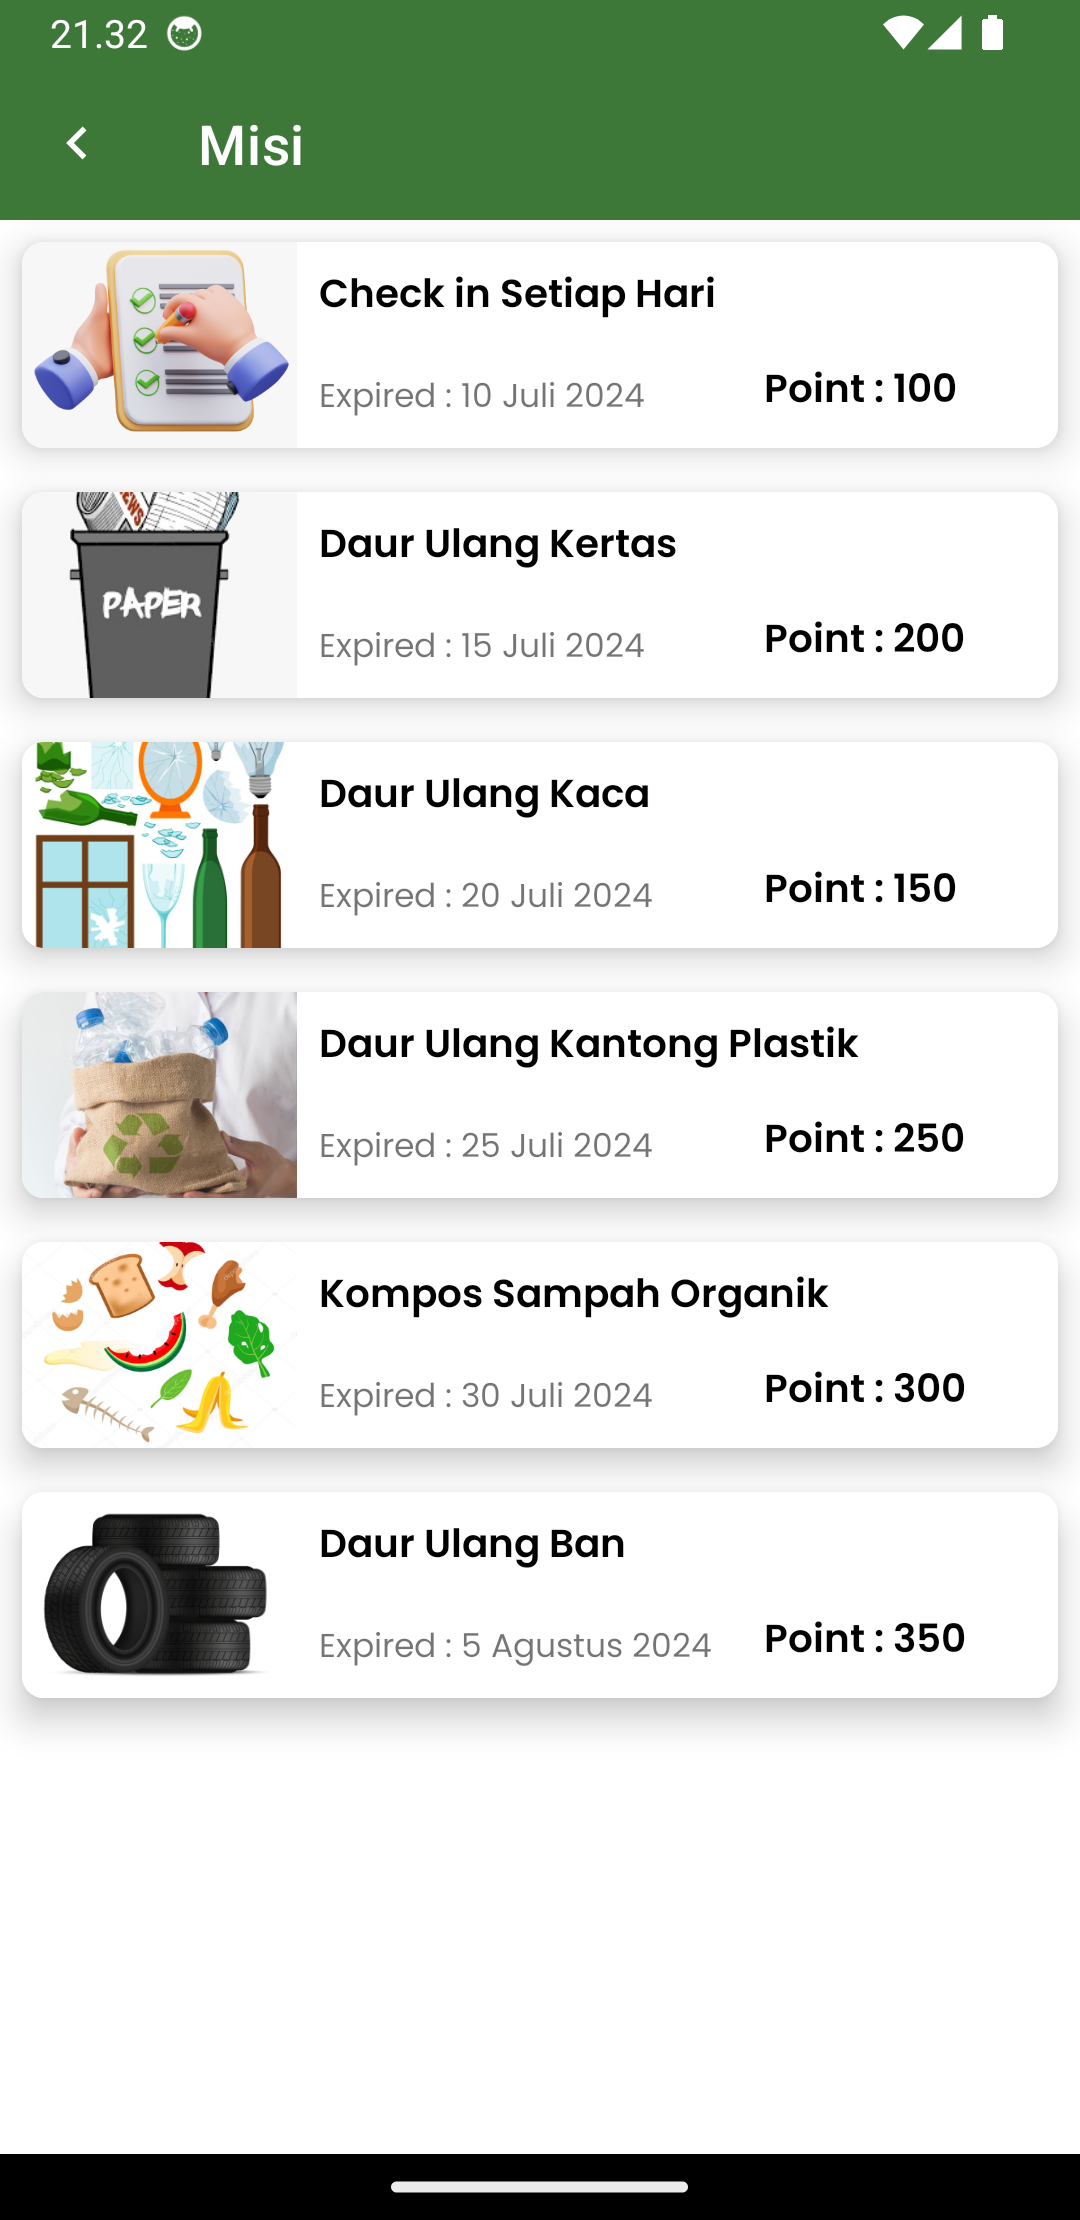 21.32
Misi
Check in Setiap Hari
Expired : 10 Juli 2024
Point : 100
PAPER
Daur Ulang Kertas
Expired : 15 Juli 2024
Point : 200
Daur Ulang Kaca
Expired : 20 Juli 2024
Point : 150
Daur Ulang Kantong Plastik
Expired : 25 Juli 2024
Point : 250
Kompos Sampah Organik
Expired : 30 Juli 2024
Point : 300
Daur Ulang Ban
Expired : 5 Agustus 2024
Point : 350